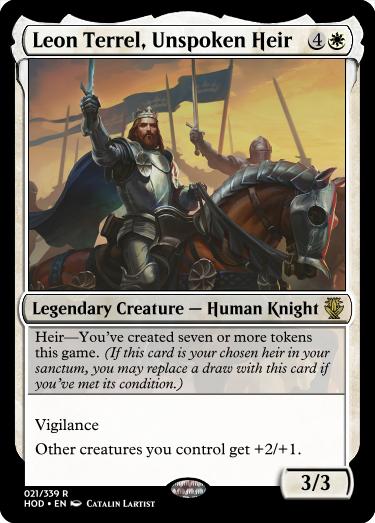 Leon Terrel, Unspoken Heir 4
Legendary Creature — Human Knight
Heir—You've created seven or more tokens
this game. (If this card is your chosen heir in your
sanctum, you may replace a draw with this card if
you've met its condition.)
Vigilance
Other creatures you control get +2/+1.
3/3
021/339 R
HOD • EN Catalin Lartist